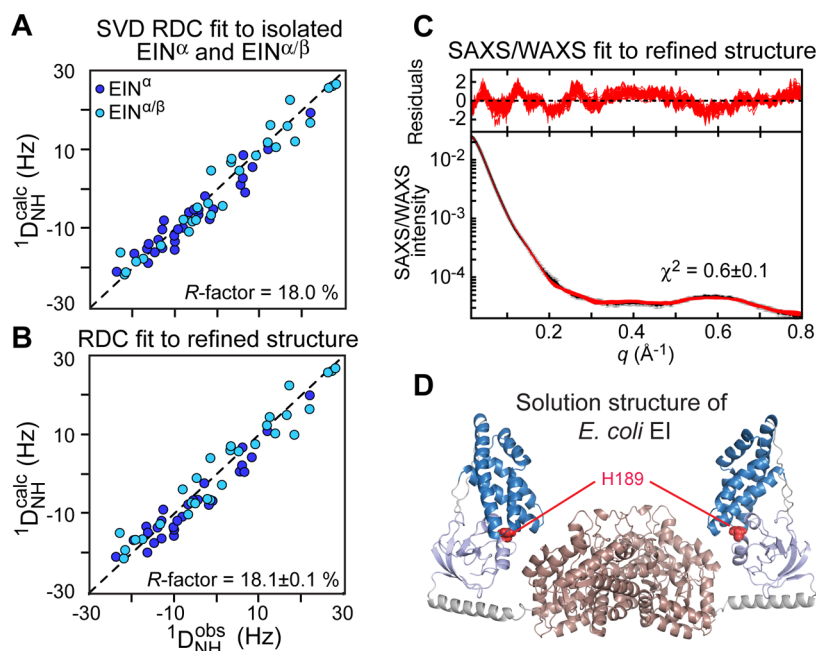 A
SVD RDC fit to isolated
EINα and EINα/β
30
10
-10
-30
¹DcalcNH (Hz)
EINα
EINα/β
R-factor = 18.0 %
B
RDC fit to refined structure
30
10
-10
-30
¹DcalcNH (Hz)
R-factor = 18.1±0.1 %
-30 -10 10 30
¹DobsNH (Hz)
C
SAXS/WAXS fit to refined structure
Residuals
2
0
-2
SAXS/WAXS
intensity
10⁻²
10⁻³
10⁻⁴
χ² = 0.6±0.1
0.2 0.4 0.6 0.8
q (Å⁻¹)
D
Solution structure of
E. coli EI
H189